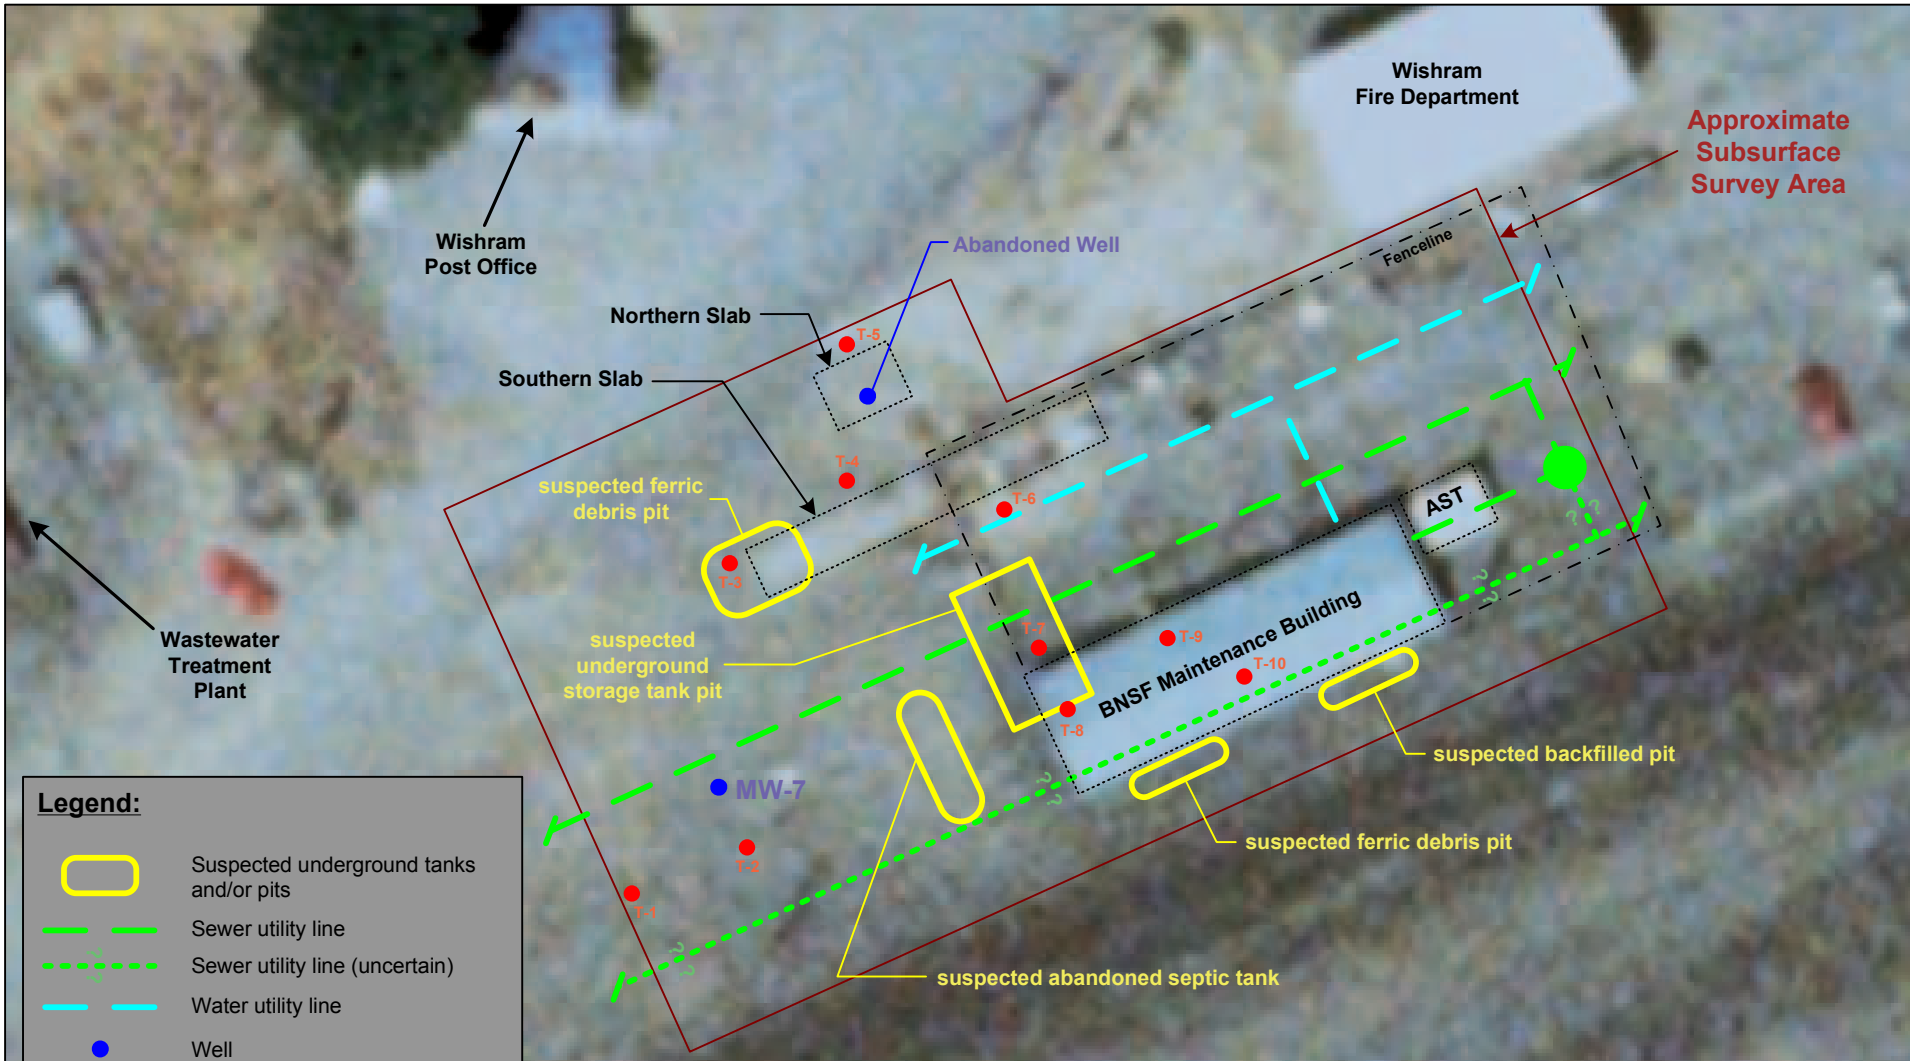 Wishram
Fire Department
Approximate
Subsurface
Survey Area
Wishram
Post Office
Abandoned Well
Fenceline
Northern Slab
T-5
Southern Slab
T-4
suspected ferric
debris pit
T-6
AST
? ?
T-3
Wastewater
Treatment
Plant
suspected
underground
storage tank pit
T-7
T-9
BNSF Maintenance Building
T-10
T-8
? ?
suspected backfilled pit
MW-7
? ?
suspected ferric debris pit
T-2
T-1
? ?
suspected abandoned septic tank
Legend:
Suspected underground tanks
and/or pits
Sewer utility line
? ?
Sewer utility line (uncertain)
Water utility line
Well